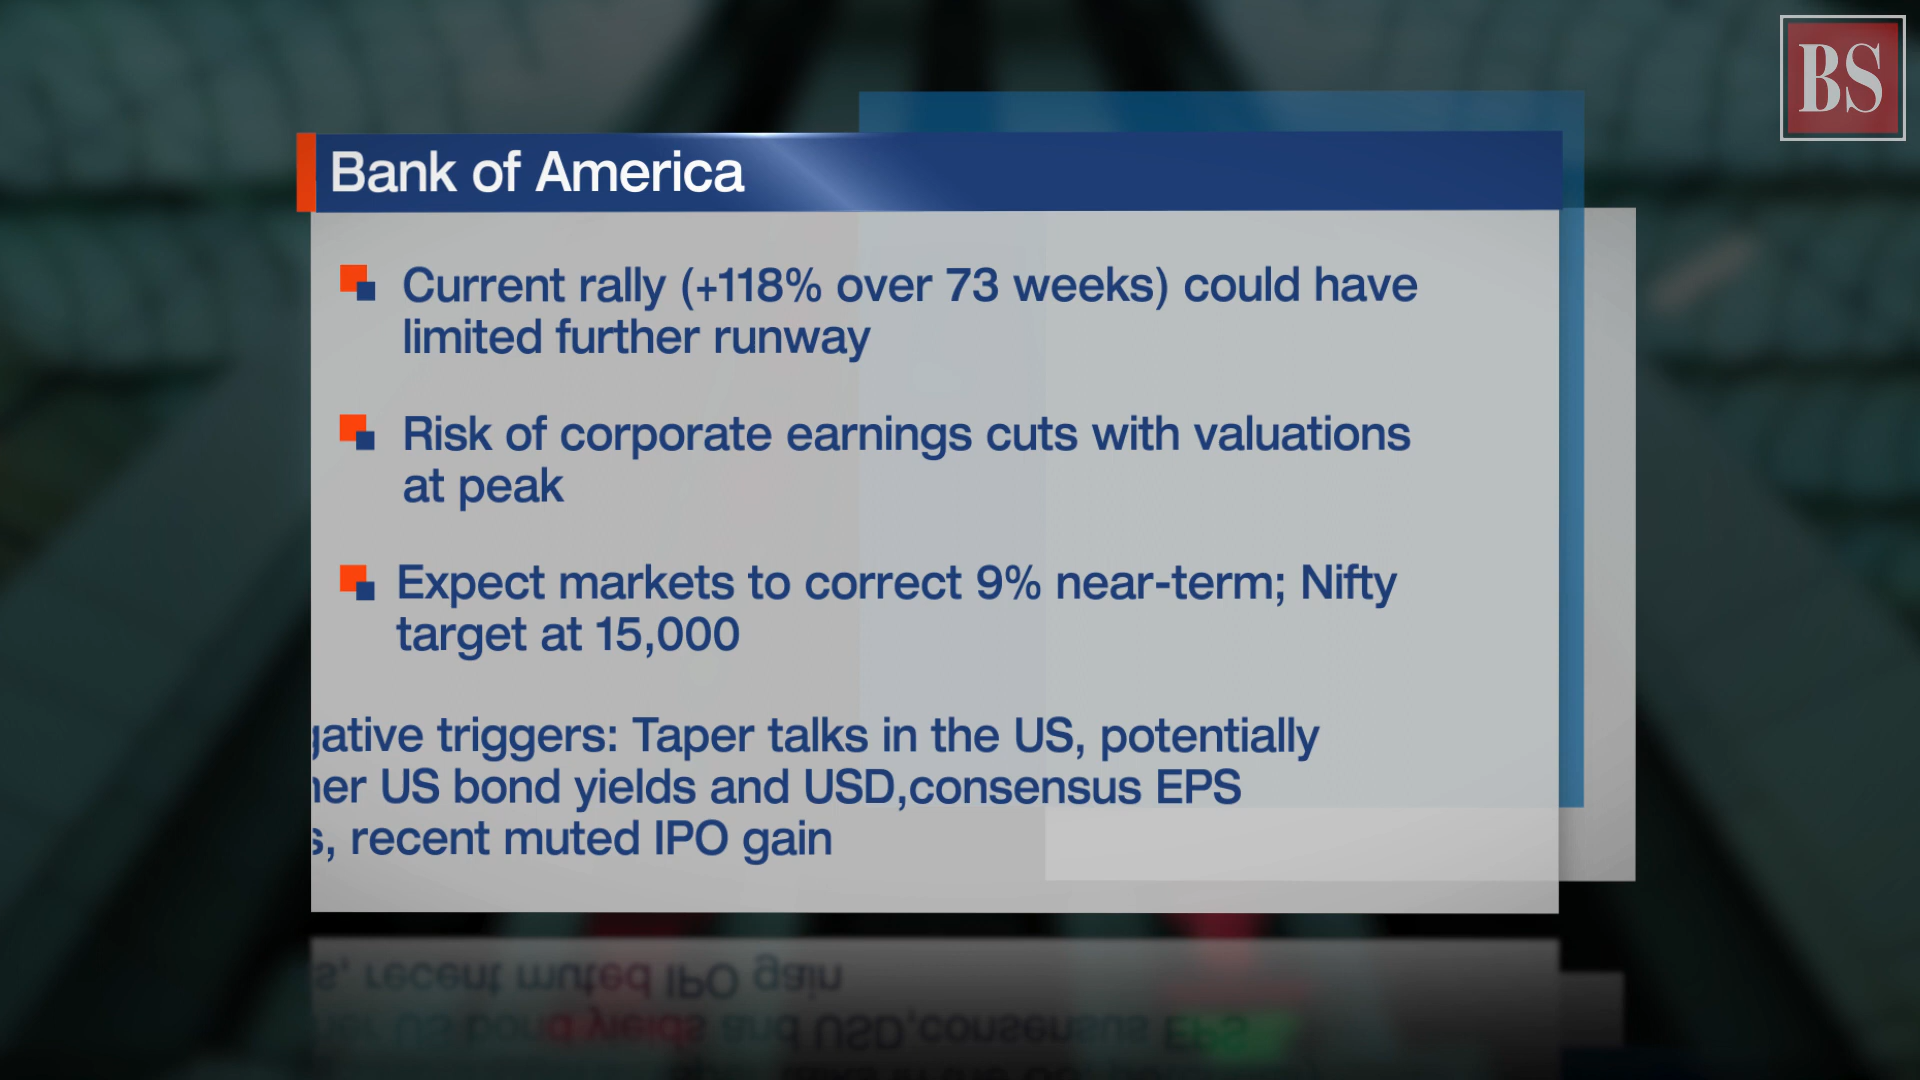 BS
Bank of America
Current rally (+118% over 73 weeks) could have
limited further runway
Risk of corporate earnings cuts with valuations
at peak
Expect markets to correct 9% near-term; Nifty
target at 15,000
triggers: Taper talks in the US, potentially
US bond yields and USD,consensus EPS
, recent muted IPO gain